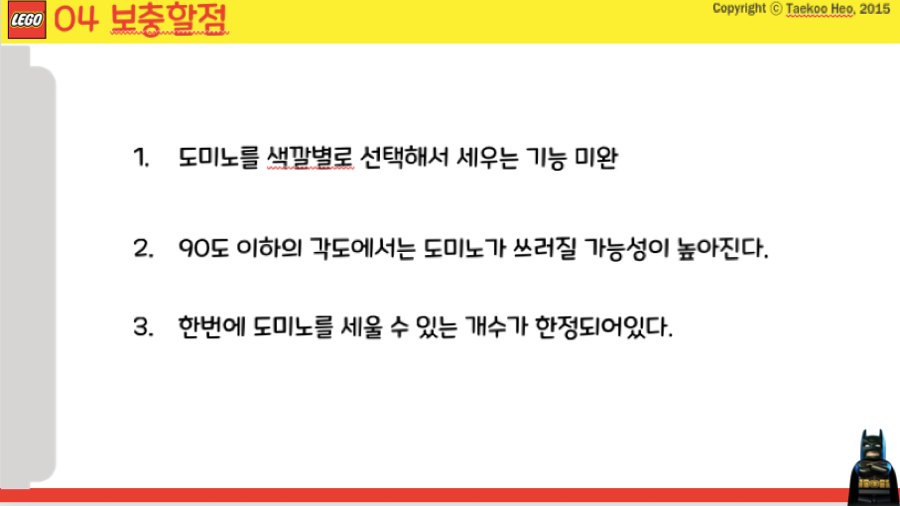 LEGO
04 보충할점
Copyright ⓒ Taekoo Heo, 2015
1. 도미노를 색깔별로 선택해서 세우는 기능 미완
2. 90도 이하의 각도에서는 도미노가 쓰러질 가능성이 높아진다.
3. 한번에 도미노를 세울 수 있는 개수가 한정되어있다.